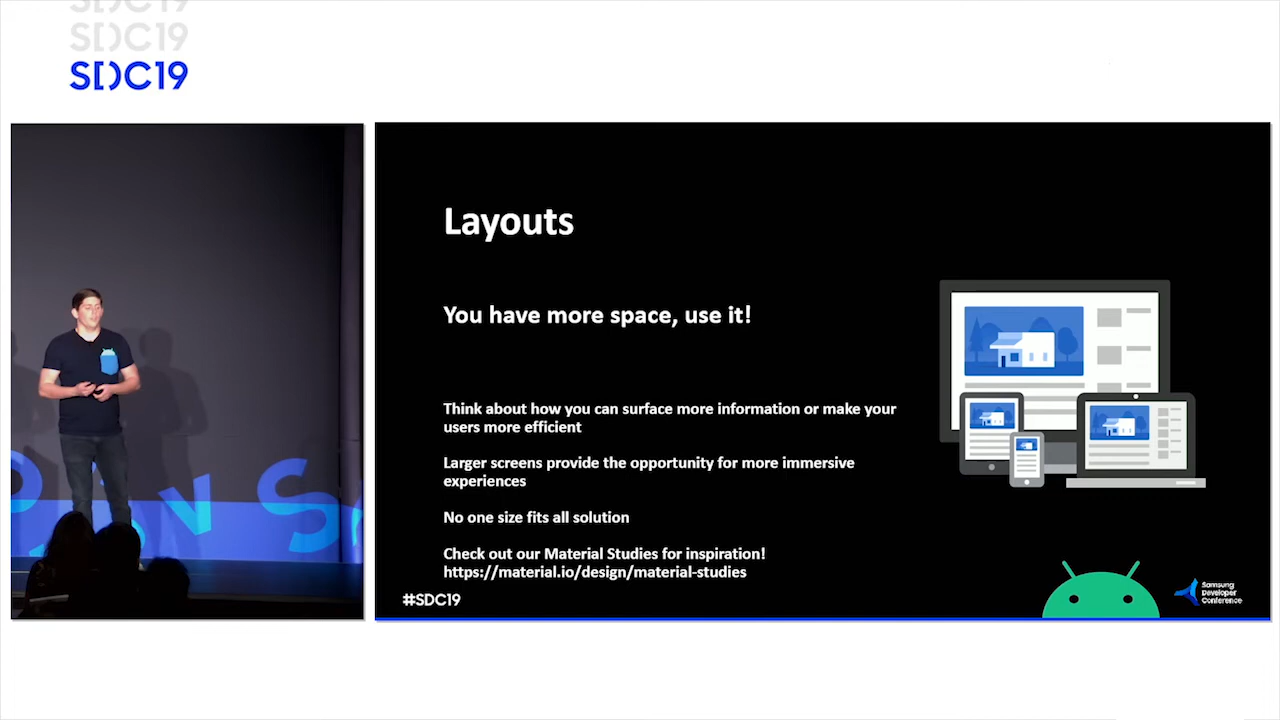 SDC19
SDC19
SDC19
Layouts
You have more space, use it!
Think about how you can surface more information or make your
users more efficient
Larger screens provide the opportunity for more immersive
experiences
No one size fits all solution
Check out our Material Studies for inspiration!
https://material.io/design/material-studies
#SDC19
Samsung
Developer
Conference